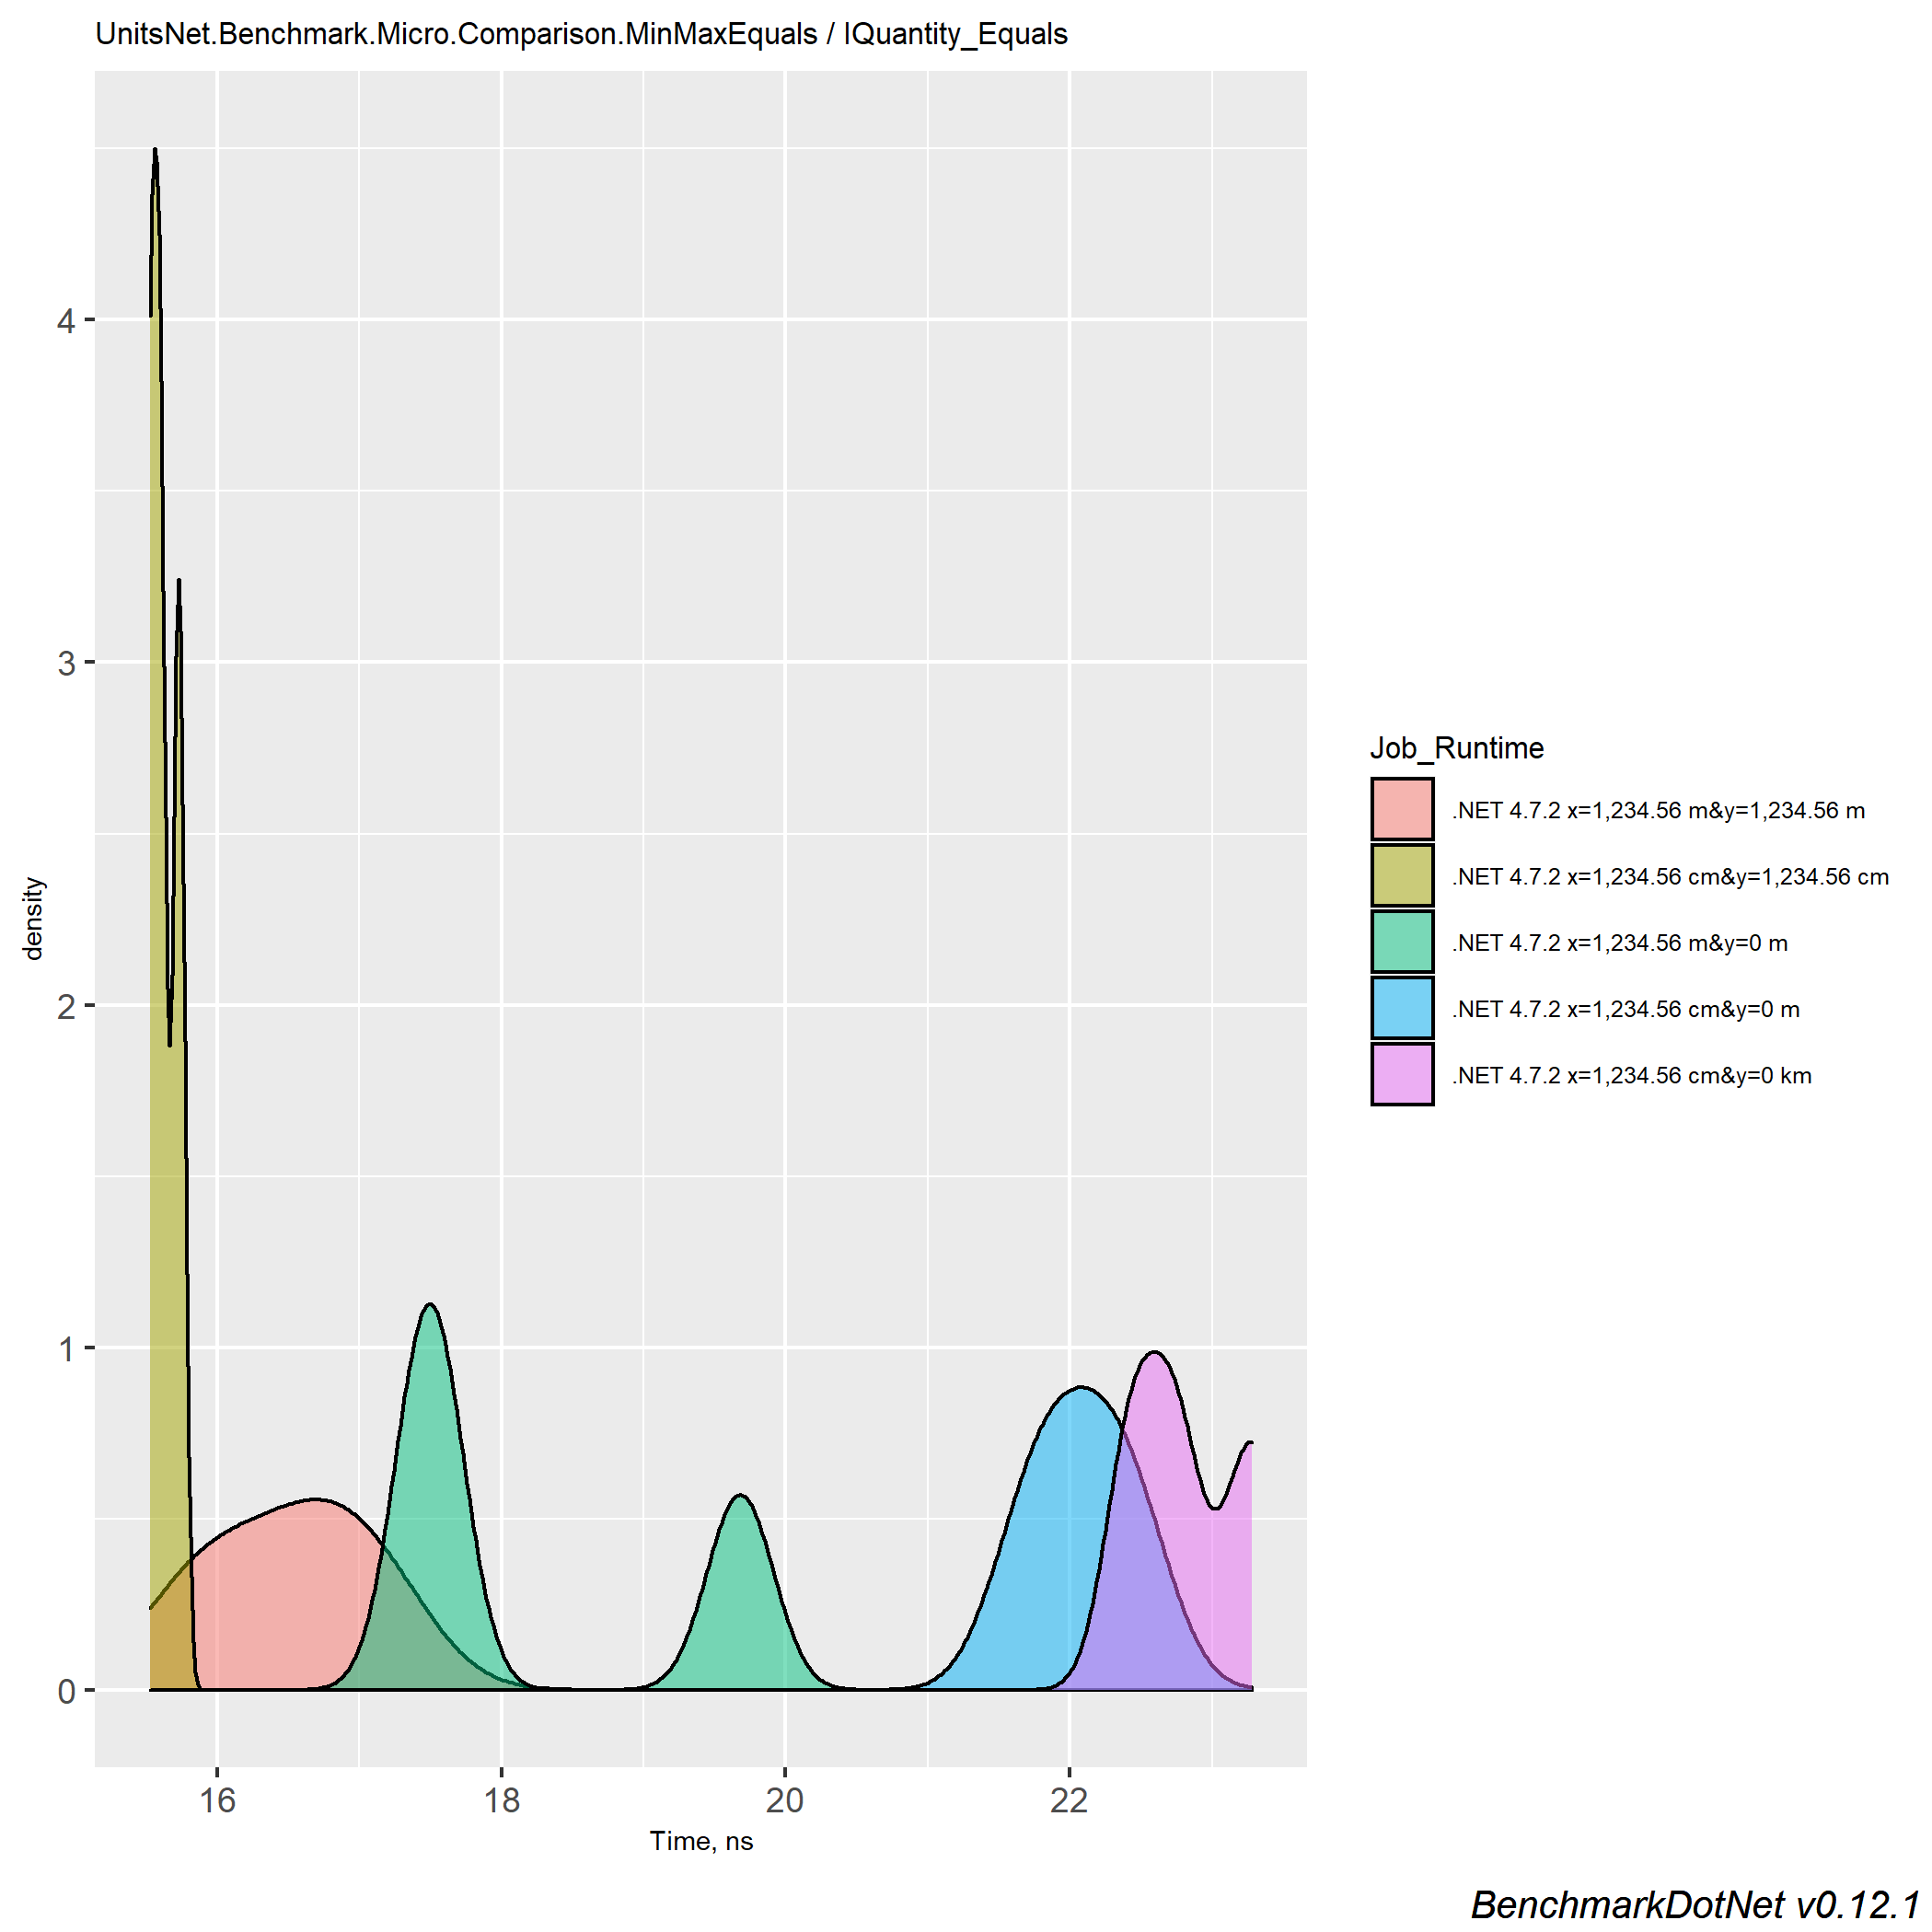 UnitsNet.Benchmark.Micro.Comparison.MinMaxEquals / IQuantity_Equals
4
3
2
1
0
density
16
18
20
22
Time, ns
Job_Runtime
.NET 4.7.2 x=1,234.56 m&y=1,234.56 m
.NET 4.7.2 x=1,234.56 cm&y=1,234.56 cm
.NET 4.7.2 x=1,234.56 m&y=0 m
.NET 4.7.2 x=1,234.56 cm&y=0 m
.NET 4.7.2 x=1,234.56 cm&y=0 km
BenchmarkDotNet v0.12.1